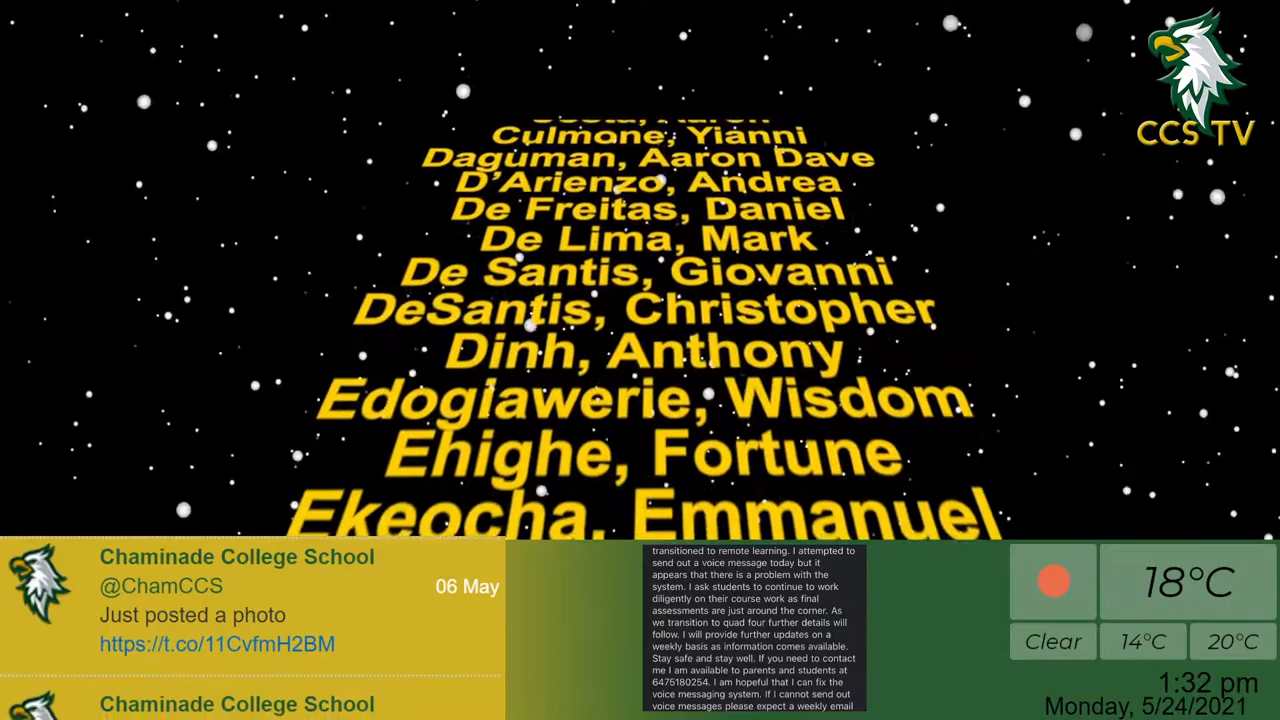 CCS TV
Culmone, Yianni
Daguman, Aaron Dave
D'Arienzo, Andrea
De Freitas, Daniel
De Lima, Mark
De Santis, Giovanni
DeSantis, Christopher
Dinh, Anthony
Edogiawerie, Wisdom
Ehighe, Fortune
Ekeocha, Emmanuel
Chaminade College School
@ChamCCS
06 May
Just posted a photo
https://t.co/11CvfmH2BM
Chaminade College School
transitioned to remote learning. I attempted to
send out a voice message today but it
appears that there is a problem with the
system. I ask students to continue to work
diligently on their course work as final
assessments are just around the corner. As
we transition to quad four further details will
follow. I will provide further updates on a
weekly basis as information comes available.
Stay safe and stay well. If you need to contact
me I am available to parents and students at
6475180254. I am hopeful that I can fix the
voice messaging system. If I cannot send out
voice messages please expect a weekly email
18°C
Clear
14°C
20°C
1:32 pm
Monday, 5/24/2021